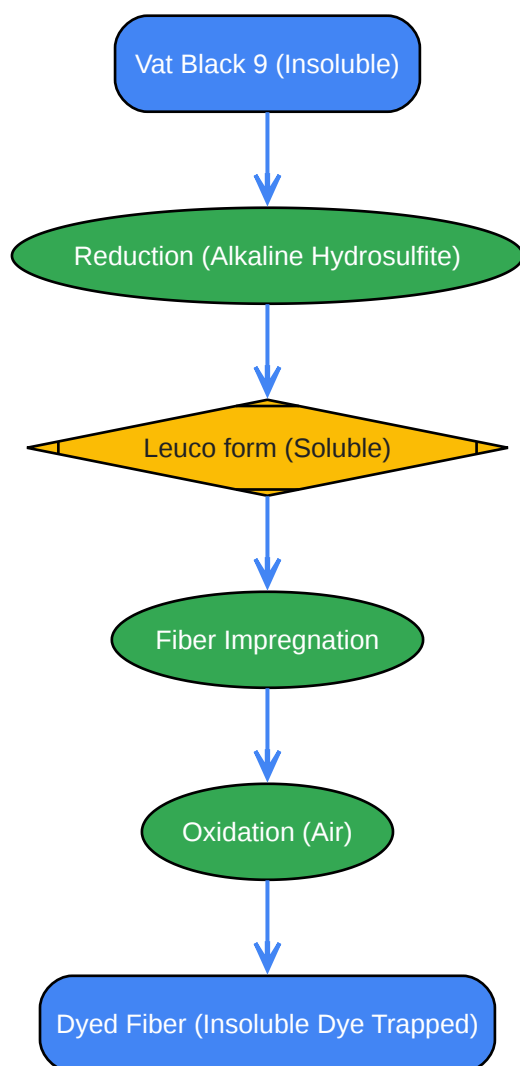 Vat Black 9 (Insoluble)
Reduction (Alkaline Hydrosulfite)
Leuco form (Soluble)
Fiber Impregnation
Oxidation (Air)
Dyed Fiber (Insoluble Dye Trapped)